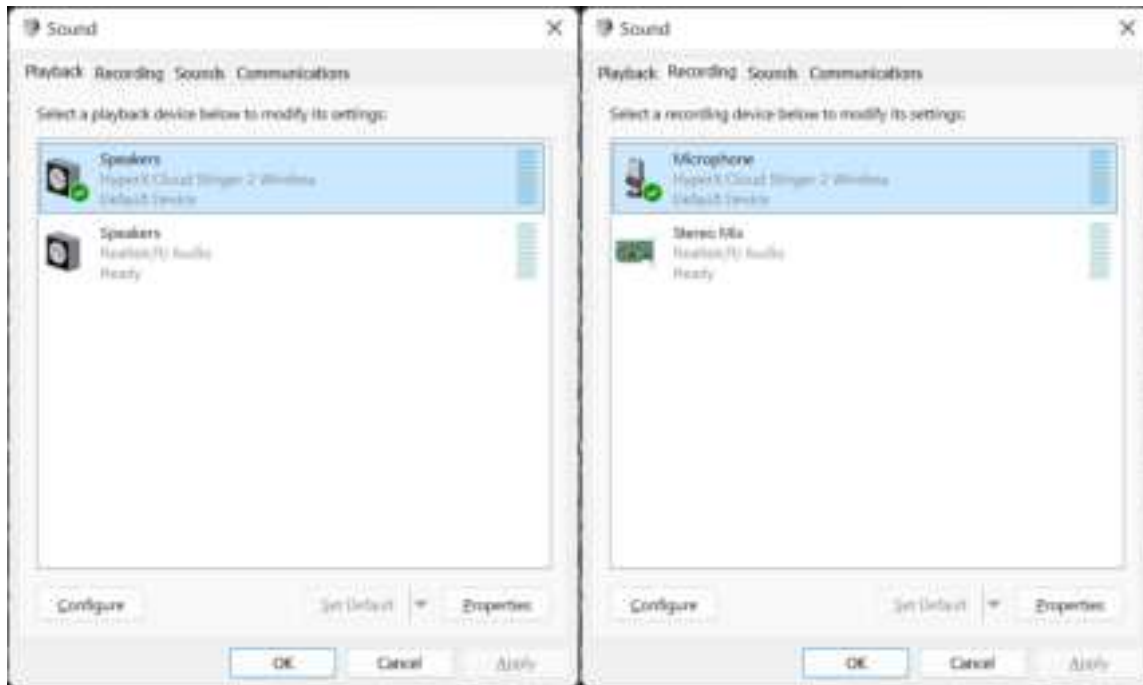 Sound
Playback Recording Sounds Communications
Select a playback device below to modify its settings:
Speakers
HyperX Cloud Stinger 2 Wireless
Default Device
Speakers
Realtek(R) Audio
Ready
Configure
Set Default
Properties
OK
Cancel
Apply
Sound
Playback Recording Sounds Communications
Select a recording device below to modify its settings:
Microphone
HyperX Cloud Stinger 2 Wireless
Default Device
Stereo Mix
Realtek(R) Audio
Ready
Configure
Set Default
Properties
OK
Cancel
Apply